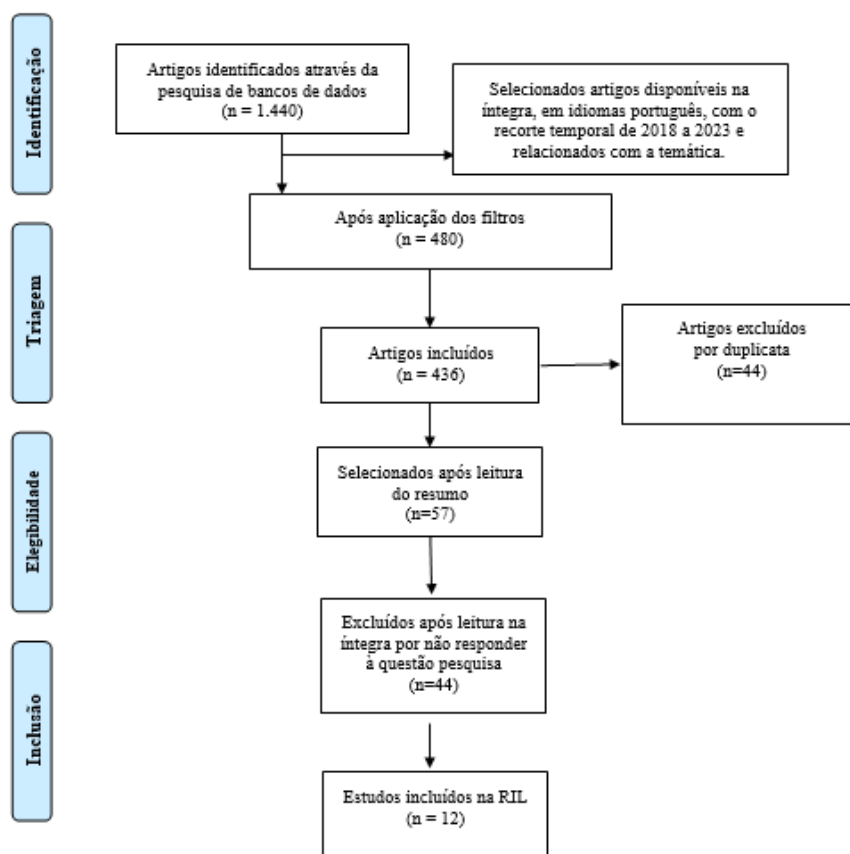 Identificação
Artigos identificados através da
pesquisa de bancos de dados
(n = 1.440)
Selecionados artigos disponíveis na
íntegra, em idiomas português, com o
recorte temporal de 2018 a 2023 e
relacionados com a temática.
Após aplicação dos filtros
(n = 480)
Triagem
Artigos incluídos
(n = 436)
Artigos excluídos
por duplicata
(n=44)
Elegibilidade
Selecionados após leitura
do resumo
(n=57)
Excluídos após leitura na
íntegra por não responder
à questão pesquisa
(n=44)
Inclusão
Estudos incluídos na RIL
(n = 12)